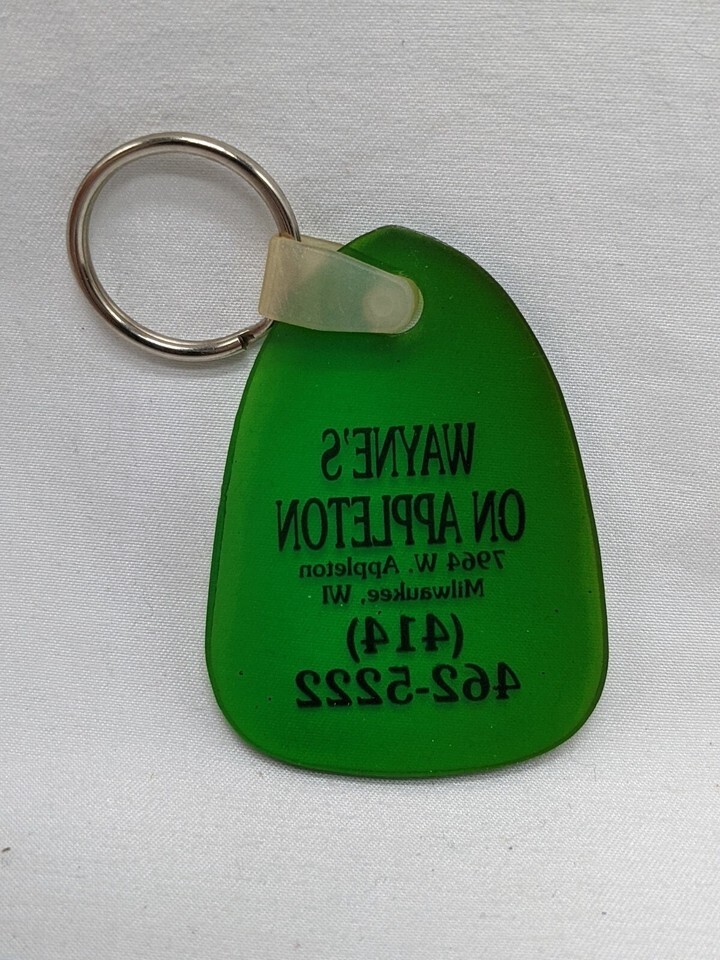 WAYNE'S
ON APPLETON
7964 W. Appleton
Milwaukee, WI
(414)
462-5222